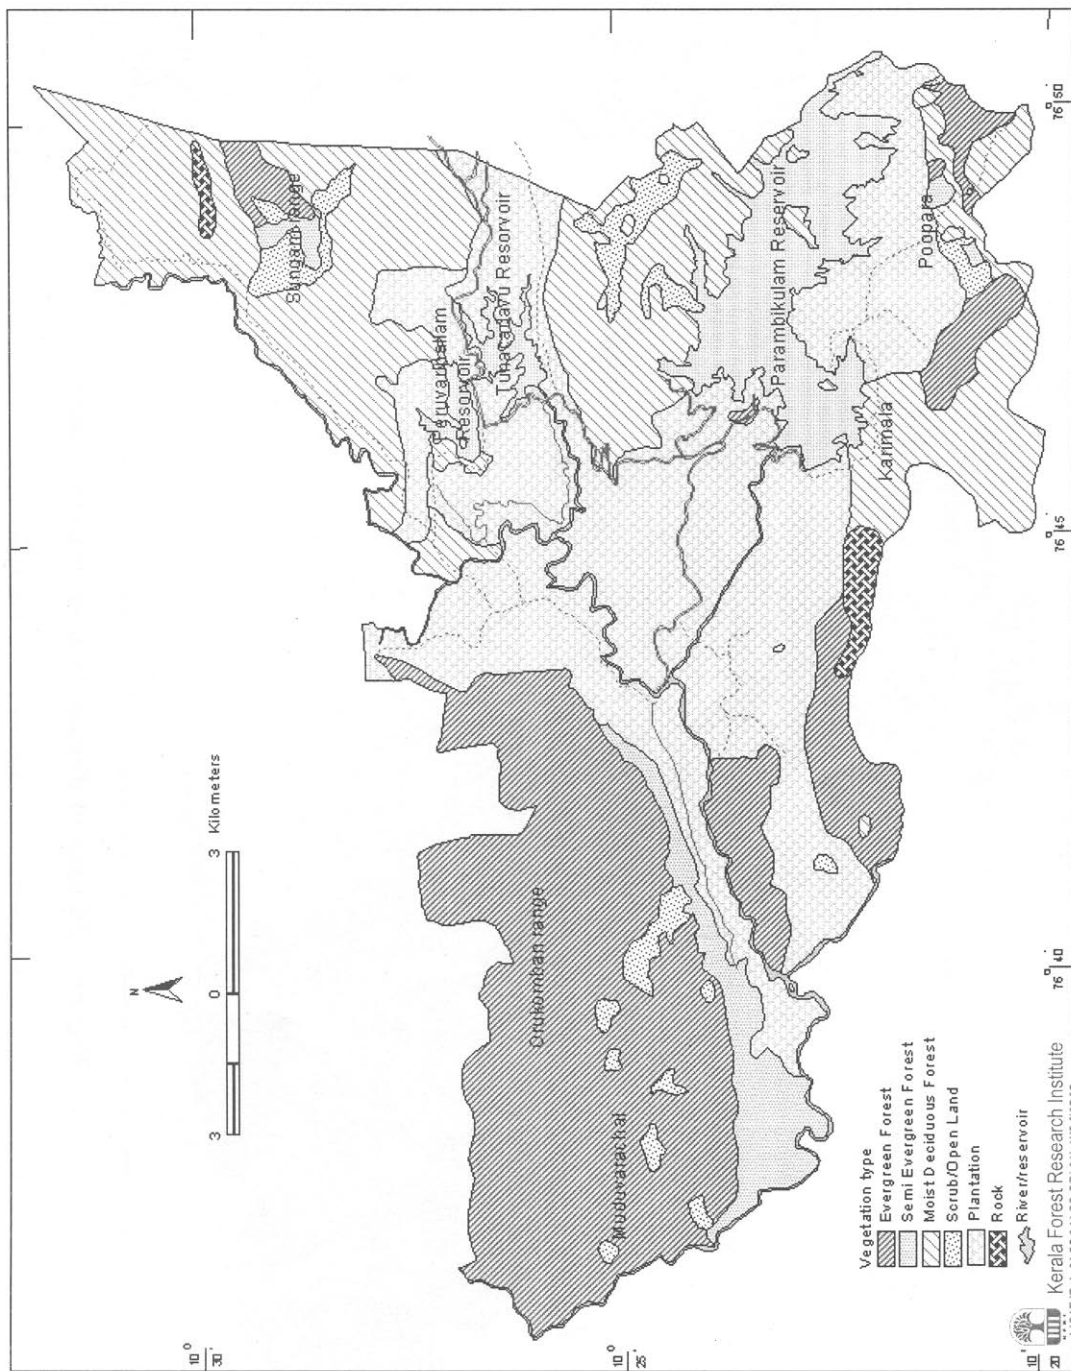 N
3 0 3 Kilometers
Sungam range
Peruvaripallam
Reservoir
Tunacadavu Reservoir
Parambikulam Reservoir
Poopara
Karimala
Orukomban range
Muduvarachal
Vegetation type
Evergreen Forest
Semi Evergreen Forest
Moist Deciduous Forest
Scrub/Open Land
Plantation
Rock
River/reservoir
Kerala Forest Research Institute
10° 30'
10° 25'
10° 20'
76° 40'
76° 45'
76° 50'